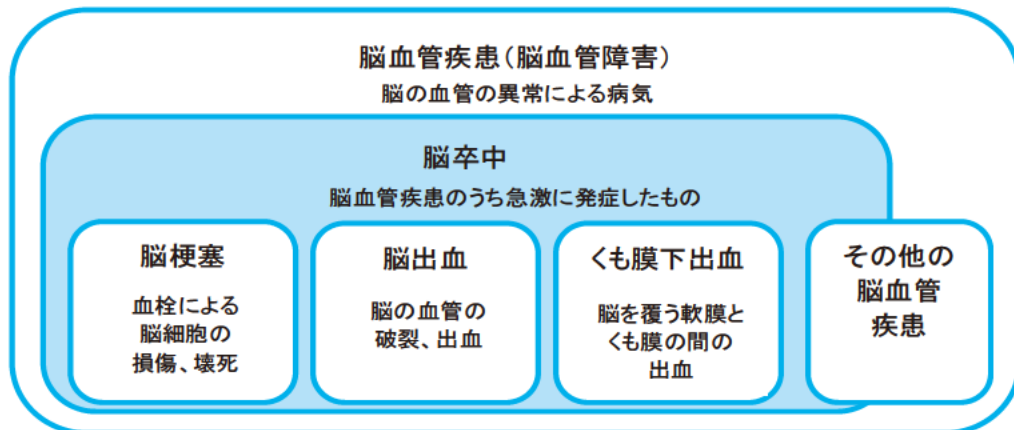 脳血管疾患(脳血管障害)
脳の血管の異常による病気
脳卒中
脳血管疾患のうち急激に発症したもの
脳梗塞
血栓による
脳細胞の
損傷、壊死
脳出血
脳の血管の
破裂、出血
くも膜下出血
脳を覆う軟膜と
くも膜の間の
出血
その他の
脳血管
疾患